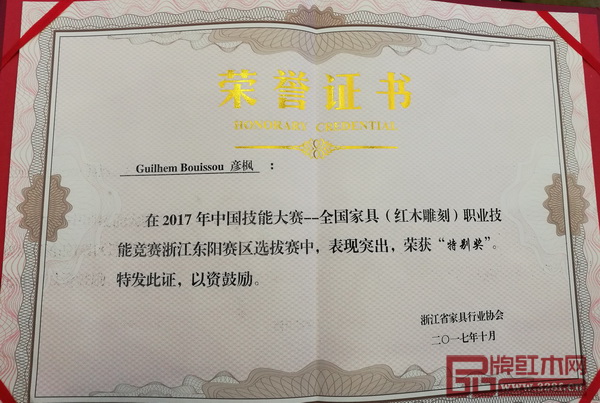 荣誉证书
HONORARY CREDENTIAL
Guilhem Bouissou 彦枫 :
在 2017 年中国技能大赛--全国家具（红木雕刻）职业技
能竞赛浙江东阳赛区选拔赛中，表现突出，荣获“特别奖”。
特发此证，以资鼓励。
浙江省家具行业协会
二〇一七年十月
品牌红木网